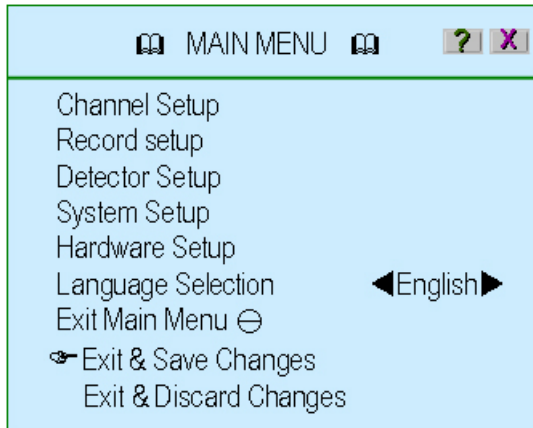 MAIN MENU ? X
Channel Setup
Record setup
Detector Setup
System Setup
Hardware Setup
Language Selection English
Exit Main Menu
Exit & Save Changes
Exit & Discard Changes